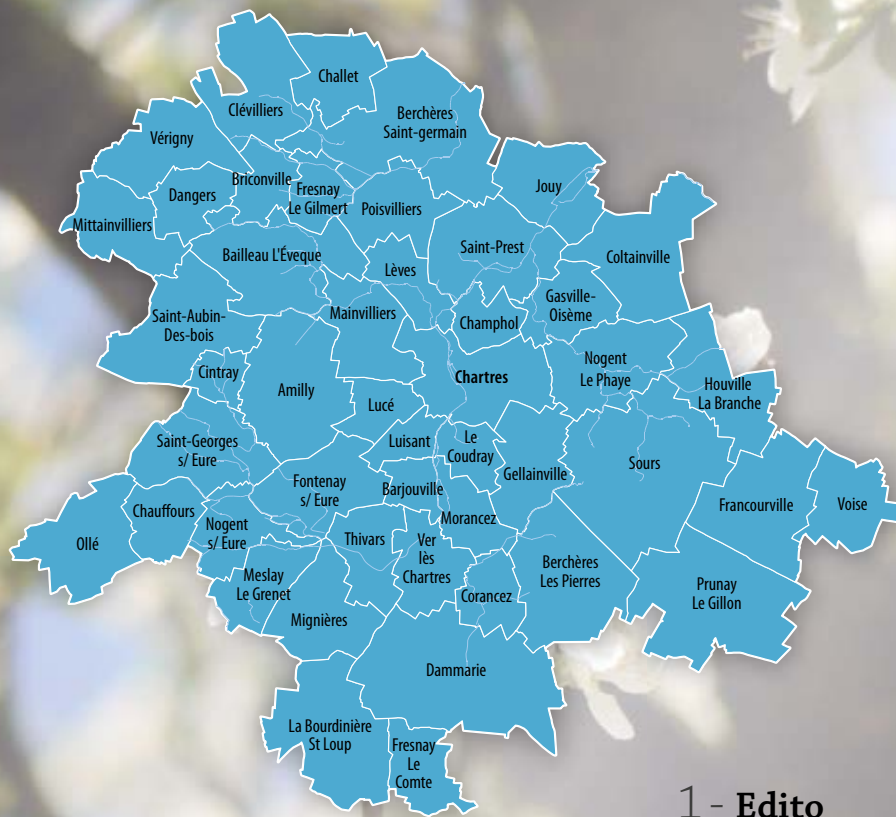 Challet
Clévilliers
Berchères
Saint-germain
Vérigny
Briconville
Fresnay
Le Gilmert
Dangers
Jouy
Poisvilliers
Mittainvilliers
Bailleau L'Éveque
Lèves
Saint-Prest
Coltainville
Gasville-
Oisème
Saint-Aubin-
Des-bois
Mainvilliers
Champhol
Cintray
Amilly
Chartres
Nogent
Le Phaye
Houville
La Branche
Lucé
Saint-Georges
s/ Eure
Luisant
Le
Coudray
Gellainville
Sours
Fontenay
s/ Eure
Barjouville
Francourville
Voise
Chauffours
Nogent
s/ Eure
Morancez
Ollé
Thivars
Ver
lès
Chartres
Meslay
Le Grenet
Berchères
Les Pierres
Corancez
Prunay
Le Gillon
Mignières
Dammarie
La Bourdinière
St Loup
Fresnay
Le
Comte
1 - Edito